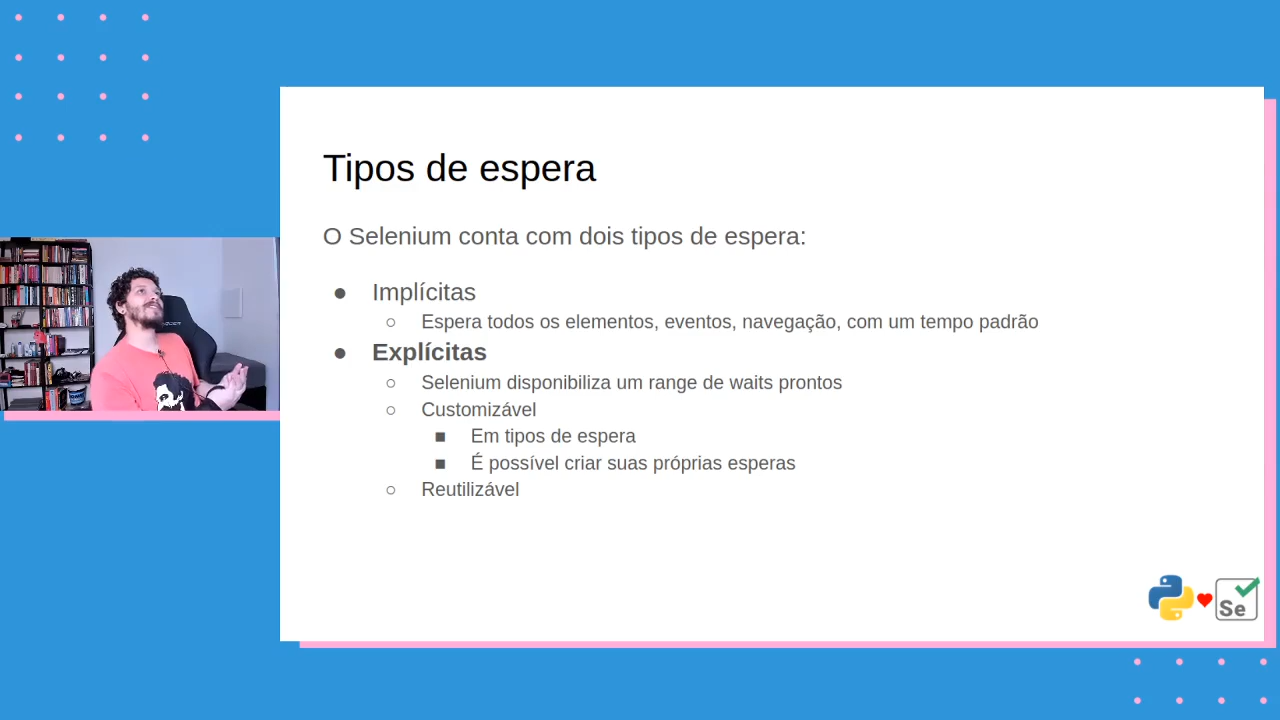 Tipos de espera
O Selenium conta com dois tipos de espera:
● Implícitas
○ Espera todos os elementos, eventos, navegação, com um tempo padrão
● Explícitas
○ Selenium disponibiliza um range de waits prontos
○ Customizável
■ Em tipos de espera
■ É possível criar suas próprias esperas
○ Reutilizável
Se